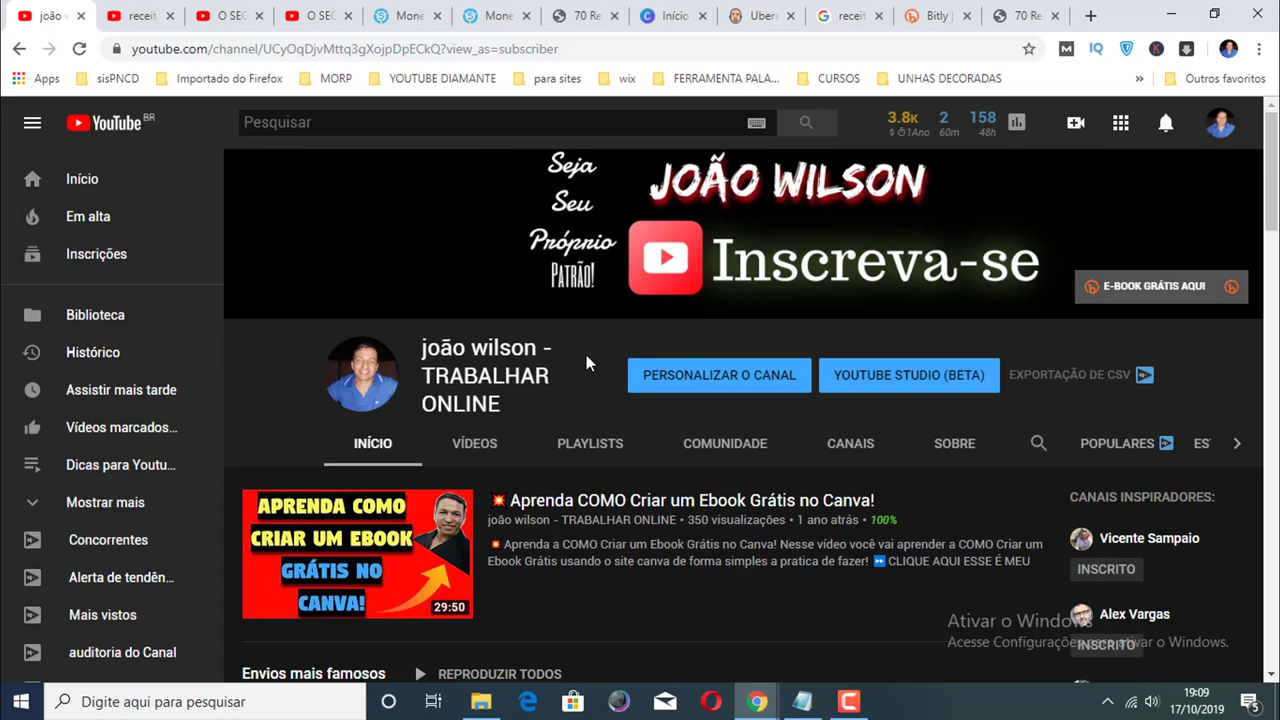 joão w
receit
O SEG
O SEG
Mone
Mone
70 Re
Início
Ubers
receit
Bitly |
70 Re
youtube.com/channel/UCyOqDjvMttq3gXojpDpECkQ?view_as=subscriber
Apps
sisPNCD
Importado do Firefox
MORP
YOUTUBE DIAMANTE
para sites
wix
FERRAMENTA PALA...
CURSOS
UNHAS DECORADAS
»
Outros favoritos
YouTube BR
Pesquisar
3.8K 2 158
$ 1Ano 60m 48h
Seja
Seu
Próprio
PATRÃO!
JOÃO WILSON
Inscreva-se
E-BOOK GRÁTIS AQUI
Início
Em alta
Inscrições
Biblioteca
Histórico
Assistir mais tarde
Vídeos marcados...
Dicas para Youtu...
Mostrar mais
Concorrentes
Alerta de tendên...
Mais vistos
auditoria do Canal
joão wilson -
TRABALHAR
ONLINE
PERSONALIZAR O CANAL
YOUTUBE STUDIO (BETA)
EXPORTAÇÃO DE CSV
INÍCIO
VÍDEOS
PLAYLISTS
COMUNIDADE
CANAIS
SOBRE
POPULARES
ES
APRENDA COMO
CRIAR UM EBOOK
GRÁTIS NO
CANVA!
29:50
Aprenda COMO Criar um Ebook Grátis no Canva!
joão wilson - TRABALHAR ONLINE • 350 visualizações • 1 ano atrás • 100%
Aprenda a COMO Criar um Ebook Grátis no Canva! Nesse vídeo você vai aprender a COMO Criar um
Ebook Grátis usando o site canva de forma simples a pratica de fazer! CLIQUE AQUI ESSE É MEU
CANAIS INSPIRADORES:
Vicente Sampaio
INSCRITO
Alex Vargas
INSCRITO
Ativar o Windows
Acesse Configurações para ativar o Windows.
Envios mais famosos
REPRODUZIR TODOS
Digite aqui para pesquisar
19:09
17/10/2019
5